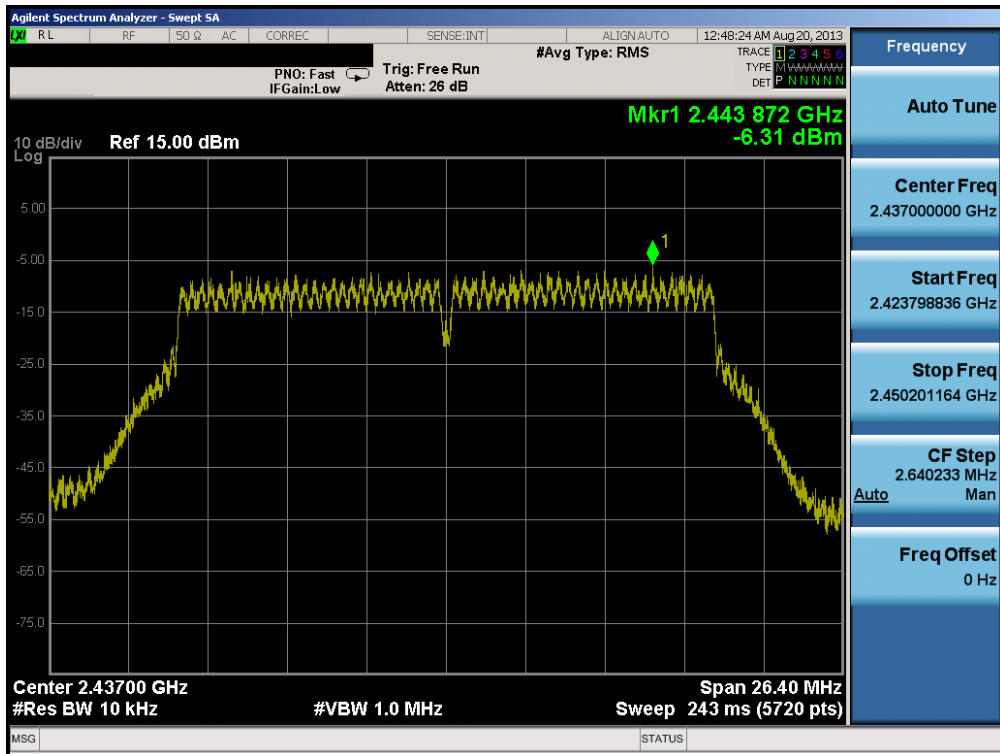 Agilent Spectrum Analyzer - Swept SA
LXI RL RF 50 Ω AC CORREC SENSE:INT ALIGN AUTO 12:48:24 AM Aug 20, 2013
#Avg Type: RMS
TRACE 1 2 3 4 5 6
TYPE M WWWWW
DET P N N N N N
PNO: Fast
IFGain:Low
Trig: Free Run
Atten: 26 dB
Mkr1 2.443 872 GHz
-6.31 dBm
10 dB/div
Log
Ref 15.00 dBm
5.00
-5.00
-15.0
-25.0
-35.0
-45.0
-55.0
-65.0
-75.0
1
Center 2.43700 GHz
Span 26.40 MHz
#Res BW 10 kHz
#VBW 1.0 MHz
Sweep 243 ms (5720 pts)
MSG
STATUS
Frequency
Auto Tune
Center Freq
2.437000000 GHz
Start Freq
2.423798836 GHz
Stop Freq
2.450201164 GHz
CF Step
2.640233 MHz
Auto Man
Freq Offset
0 Hz